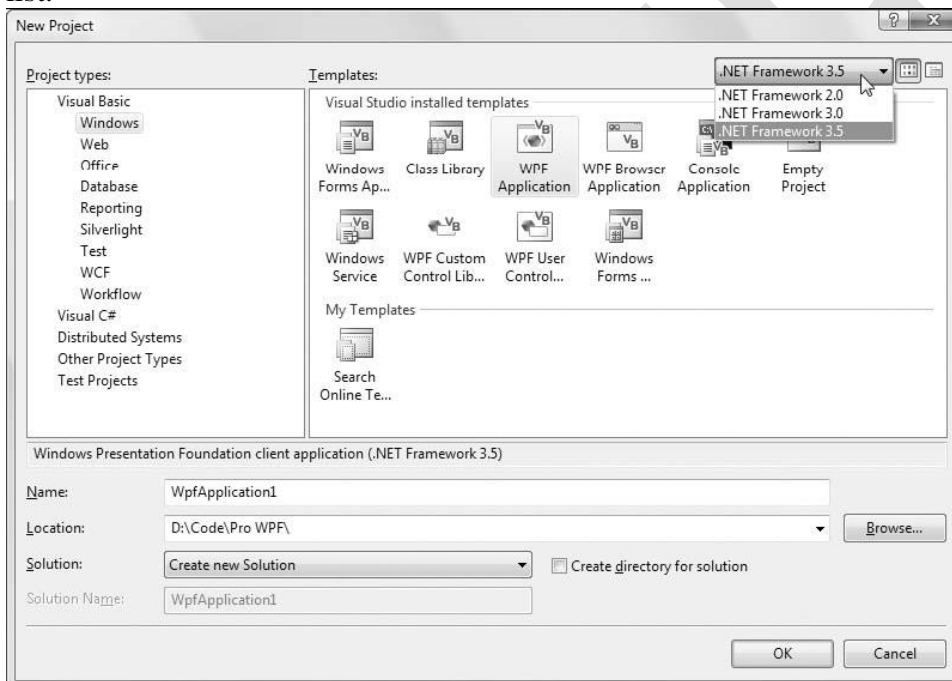 list.
New Project
Project types:
Templates:
.NET Framework 3.5
.NET Framework 2.0
.NET Framework 3.0
.NET Framework 3.5
Visual Basic
Windows
Web
Office
Database
Reporting
Silverlight
Test
WCF
Workflow
Visual C#
Distributed Systems
Other Project Types
Test Projects
Visual Studio installed templates
Windows Forms Ap...
Class Library
WPF Application
WPF Browser Application
Console Application
Empty Project
Windows Service
WPF Custom Control Lib...
WPF User Control...
Windows Forms ...
My Templates
Search Online Te...
Windows Presentation Foundation client application (.NET Framework 3.5)
Name:
WpfApplication1
Location:
D:\Code\Pro WPF\
Browse...
Solution:
Create new Solution
Create directory for solution
Solution Name:
WpfApplication1
OK
Cancel